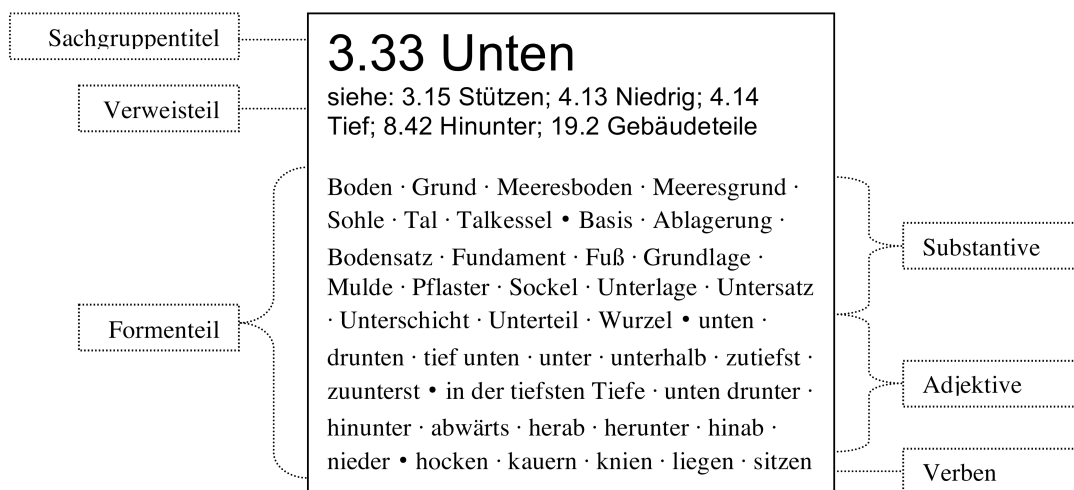 Sachgruppentitel
Verweisteil
Formenteil
3.33 Unten
siehe: 3.15 Stützen; 4.13 Niedrig; 4.14
Tief; 8.42 Hinunter; 19.2 Gebäudeteile
Boden · Grund · Meeresboden · Meeresgrund ·
Sohle · Tal · Talkessel • Basis · Ablagerung ·
Bodensatz · Fundament · Fuß · Grundlage ·
Mulde · Pflaster · Sockel · Unterlage · Untersatz
· Unterschicht · Unterteil · Wurzel • unten ·
drunten · tief unten · unter · unterhalb · zutiefst ·
zuunterst • in der tiefsten Tiefe · unten drunter ·
hinunter · abwärts · herab · herunter · hinab ·
nieder • hocken · kauern · knien · liegen · sitzen
Substantive
Adjektive
Verben